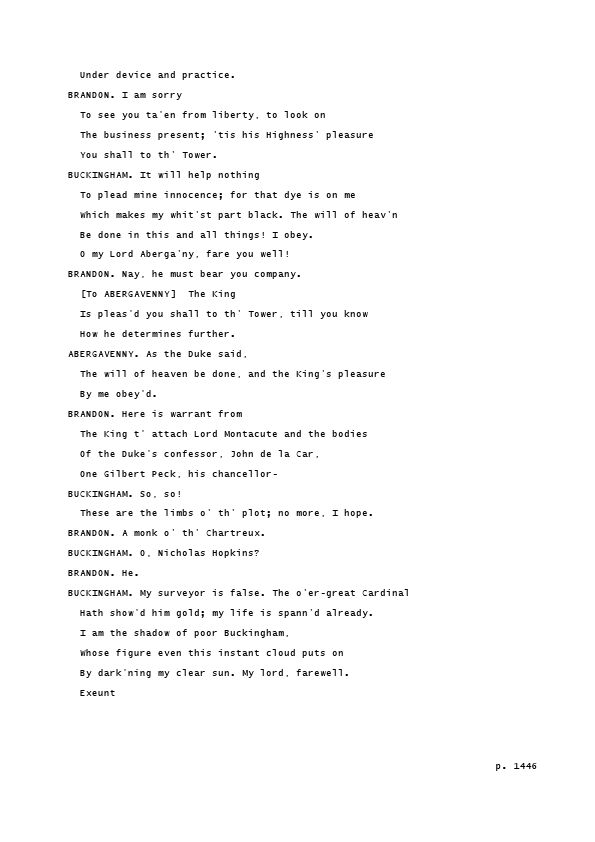 Under device and practice.
BRANDON. I am sorry
To see you ta'en from liberty, to look on
The business present; 'tis his Highness' pleasure
You shall to th' Tower.
BUCKINGHAM. It will help nothing
To plead mine innocence; for that dye is on me
Which makes my whit'st part black. The will of heav'n
Be done in this and all things! I obey.
O my Lord Aberga'ny, fare you well!
BRANDON. Nay, he must bear you company.
[To ABERGAVENNY]  The King
Is pleas'd you shall to th' Tower, till you know
How he determines further.
ABERGAVENNY. As the Duke said,
The will of heaven be done, and the King's pleasure
By me obey'd.
BRANDON. Here is warrant from
The King t' attach Lord Montacute and the bodies
Of the Duke's confessor, John de la Car,
One Gilbert Peck, his chancellor-
BUCKINGHAM. So, so!
These are the limbs o' th' plot; no more, I hope.
BRANDON. A monk o' th' Chartreux.
BUCKINGHAM. O, Nicholas Hopkins?
BRANDON. He.
BUCKINGHAM. My surveyor is false. The o'er-great Cardinal
Hath show'd him gold; my life is spann'd already.
I am the shadow of poor Buckingham,
Whose figure even this instant cloud puts on
By dark'ning my clear sun. My lord, farewell.
Exeunt
p. 1446